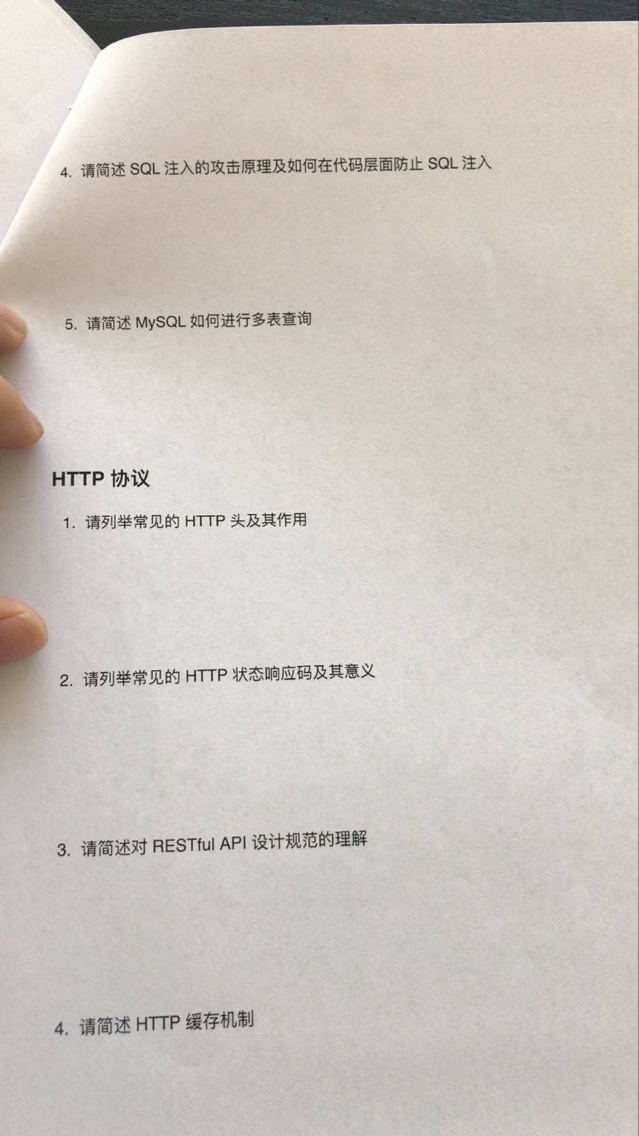 4. 请简述 SQL 注入的攻击原理及如何在代码层面防止 SQL 注入
5. 请简述 MySQL 如何进行多表查询
HTTP 协议
1. 请列举常见的 HTTP 头及其作用
2. 请列举常见的 HTTP 状态响应码及其意义
3. 请简述对 RESTful API 设计规范的理解
4. 请简述 HTTP 缓存机制